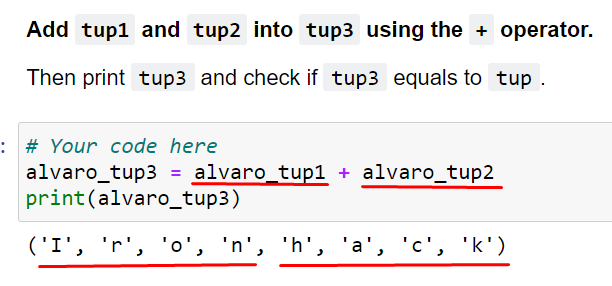 Add tup1 and tup2 into tup3 using the + operator.
Then print tup3 and check if tup3 equals to tup .
: # Your code here
alvaro_tup3 = alvaro_tup1 + alvaro_tup2
print(alvaro_tup3)
('I', 'r', 'o', 'n', 'h', 'a', 'c', 'k')